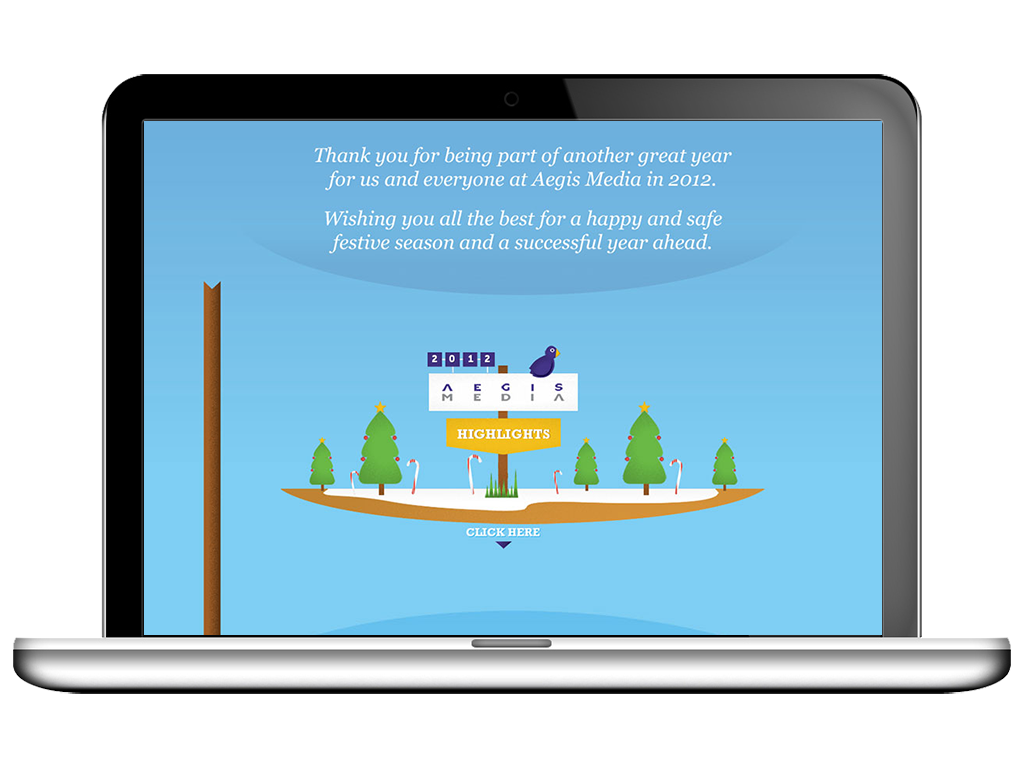 Thank you for being part of another great year
for us and everyone at Aegis Media in 2012.
Wishing you all the best for a happy and safe
festive season and a successful year ahead.
2012
AEGIS
MEDIA
HIGHLIGHTS
CLICK HERE